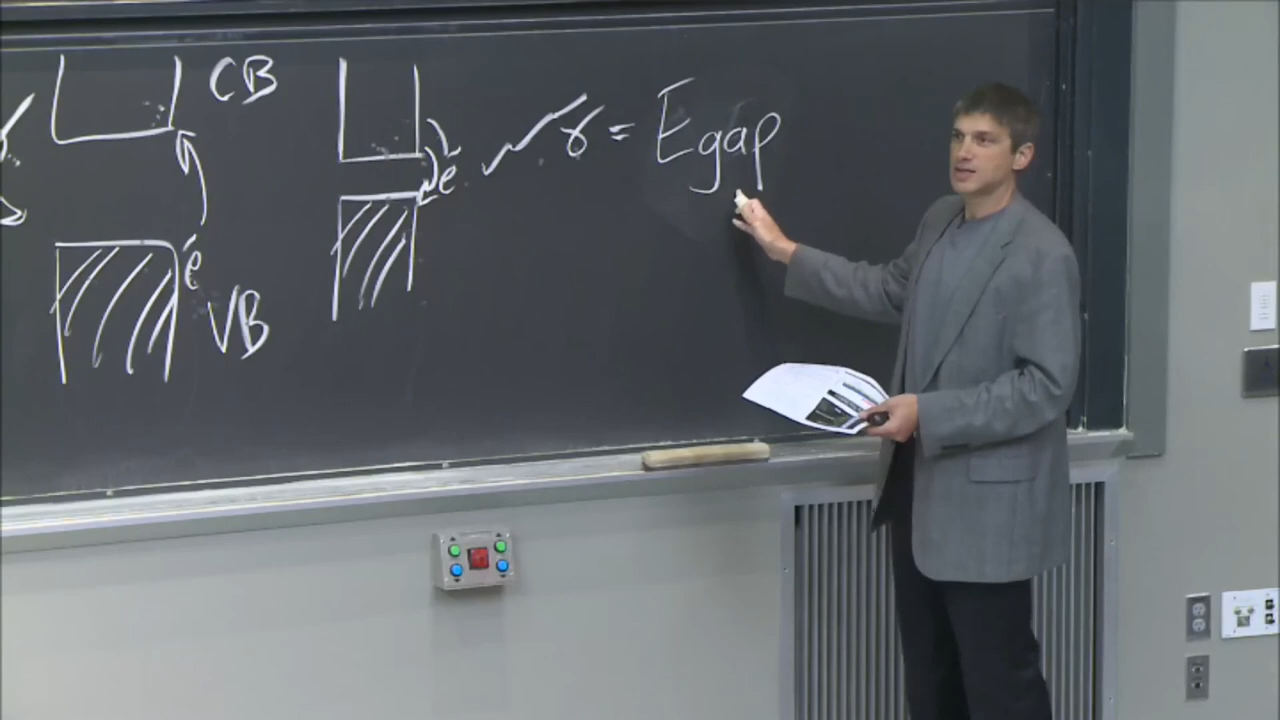 CB
γ = Egap
e⁻
e⁻
VB